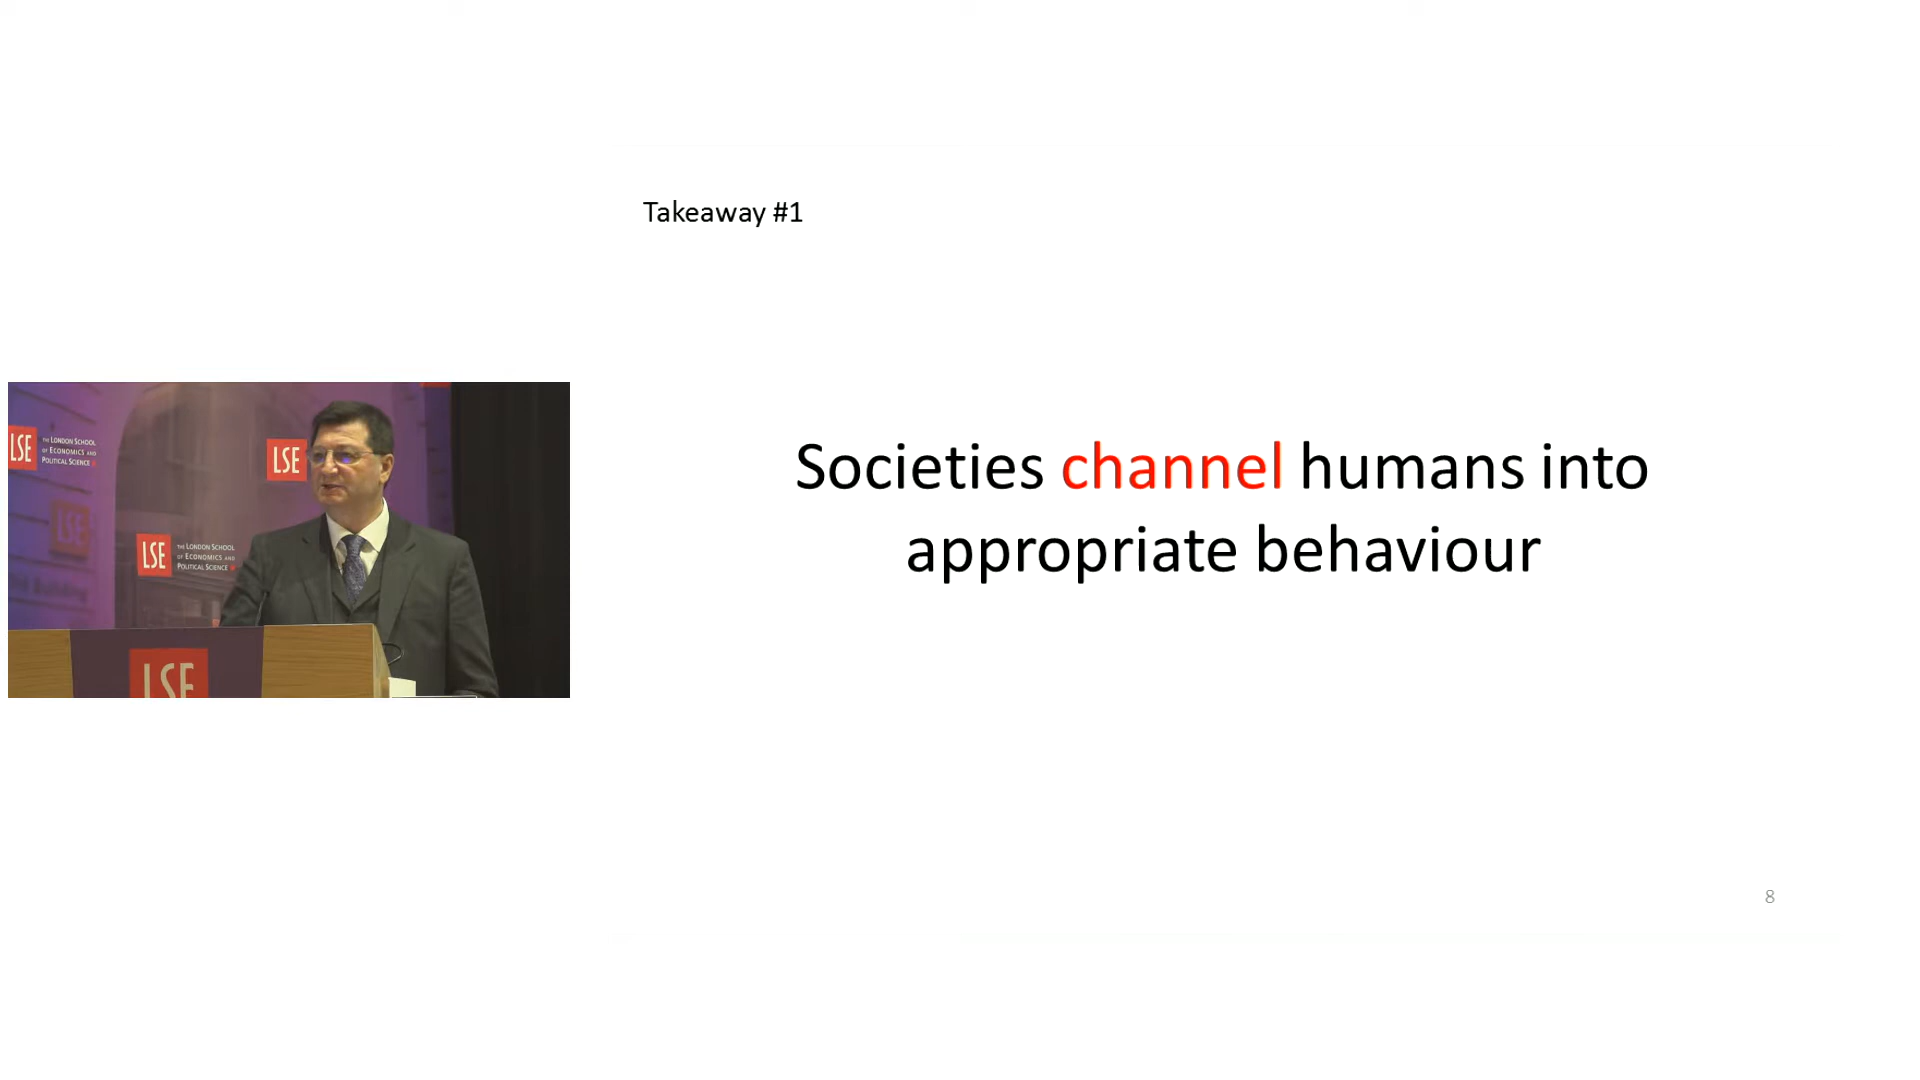 Takeaway #1
Societies channel humans into
appropriate behaviour
LSE
THE LONDON SCHOOL
OF ECONOMICS AND
POLITICAL SCIENCE
LSE
LSE
LSE
THE LONDON SCHOOL
OF ECONOMICS AND
POLITICAL SCIENCE
LSE
8